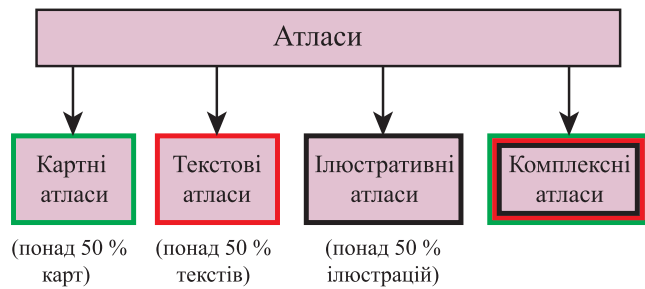 Атласи
Картні
атласи
Текстові
атласи
Ілюстративні
атласи
Комплексні
атласи
(понад 50 %
карт)
(понад 50 %
текстів)
(понад 50 %
ілюстрацій)